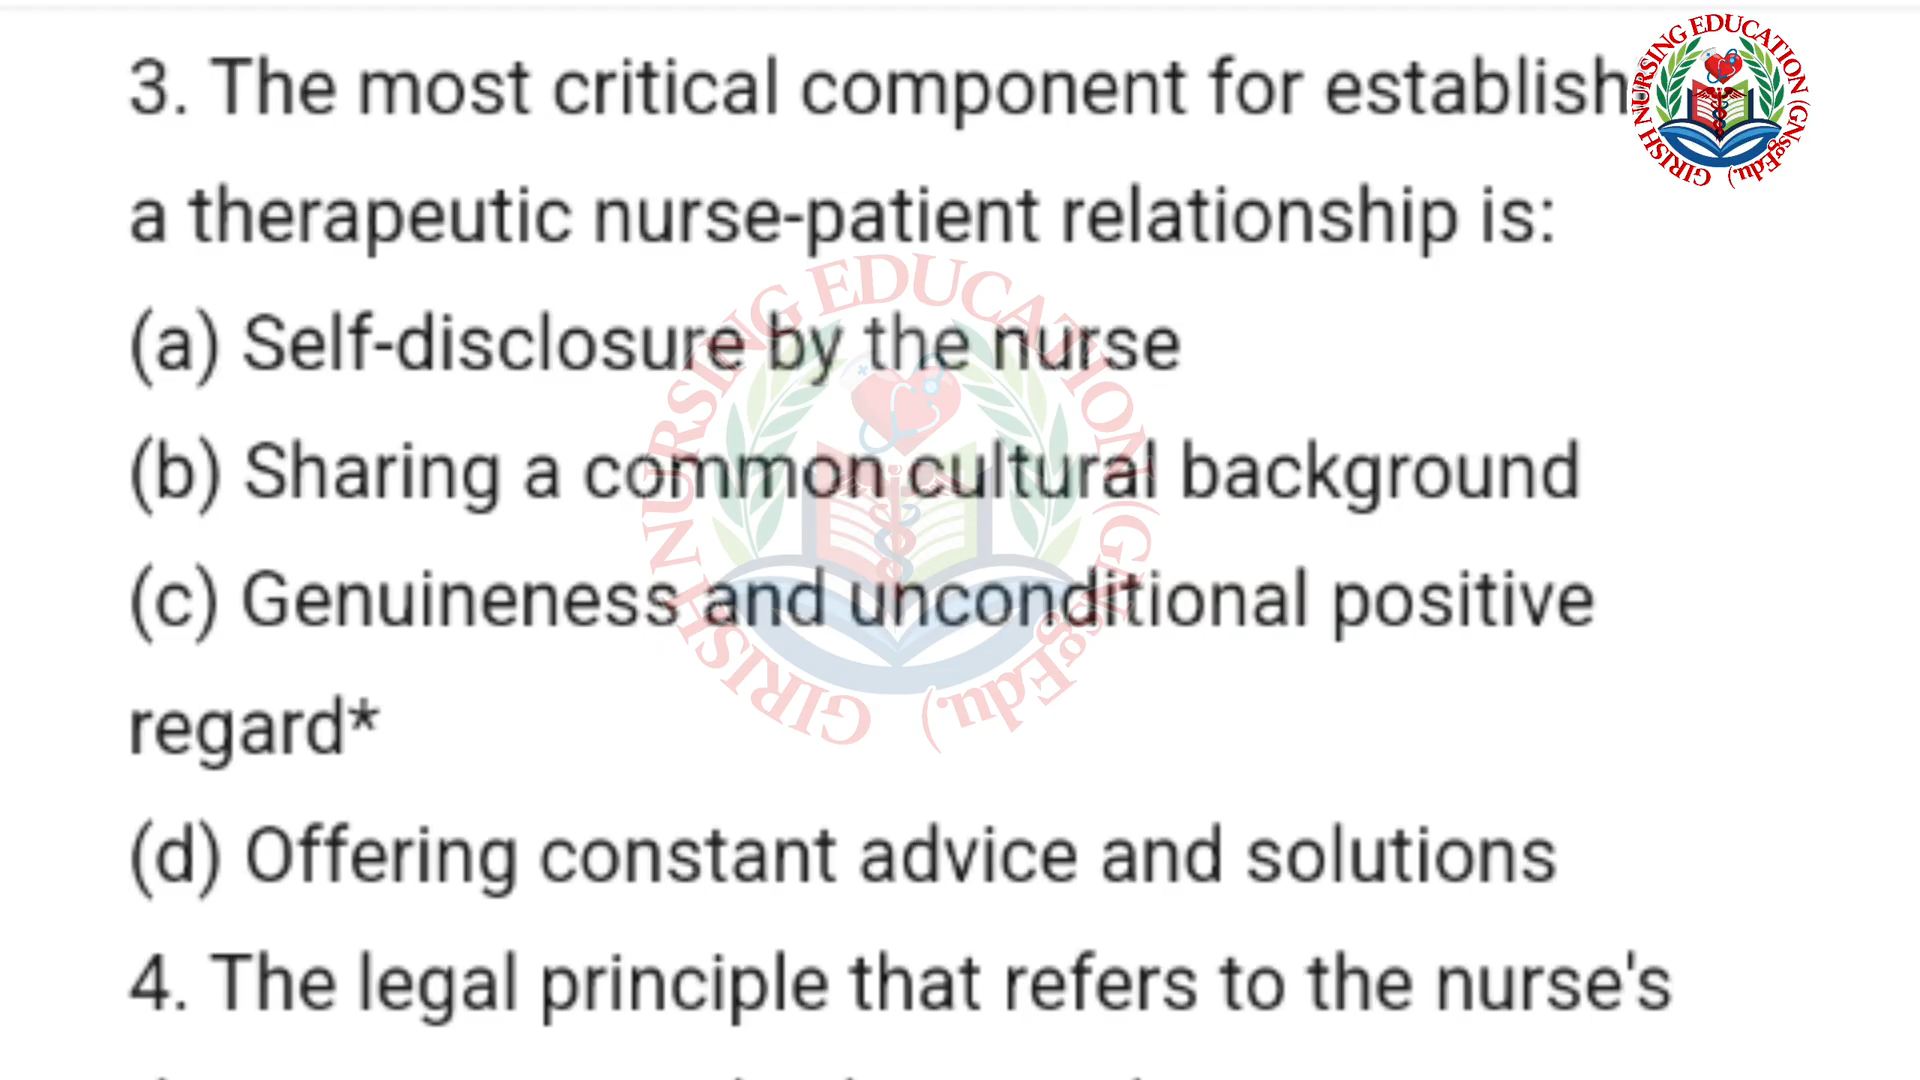 3. The most critical component for establish
a therapeutic nurse-patient relationship is:
(a) Self-disclosure by the nurse
(b) Sharing a common cultural background
(c) Genuineness and unconditional positive
regard*
(d) Offering constant advice and solutions
4. The legal principle that refers to the nurse's
GIRISH NURSING EDUCATION (GNsgEdu.)
GIRISH NURSING EDUCATION (GNsgEdu.)